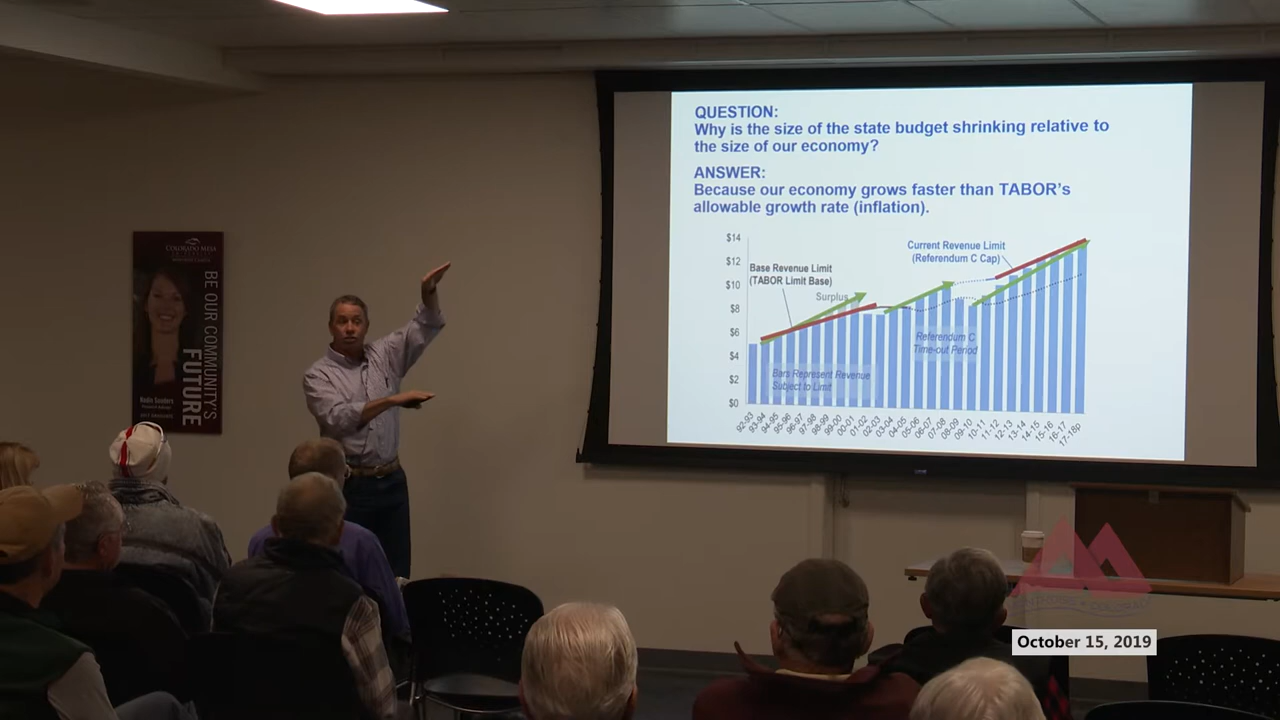 QUESTION:
Why is the size of the state budget shrinking relative to
the size of our economy?
ANSWER:
Because our economy grows faster than TABOR's
allowable growth rate (inflation).
$14
$12
$10
$8
$6
$4
$2
$0
Current Revenue Limit
(Referendum C Cap)
Base Revenue Limit
(TABOR Limit Base)
Surplus
Referendum C
Time-out Period
Bars Represent Revenue
Subject to Limit
92-93
93-94
94-95
95-96
96-97
97-98
98-99
99-00
00-01
01-02
02-03
03-04
04-05
05-06
06-07
07-08
08-09
09-10
10-11
11-12
12-13
13-14
14-15
15-16
16-17
17-18p
COLORADO MESA
BE OUR COMMUNITY'S
FUTURE
October 15, 2019